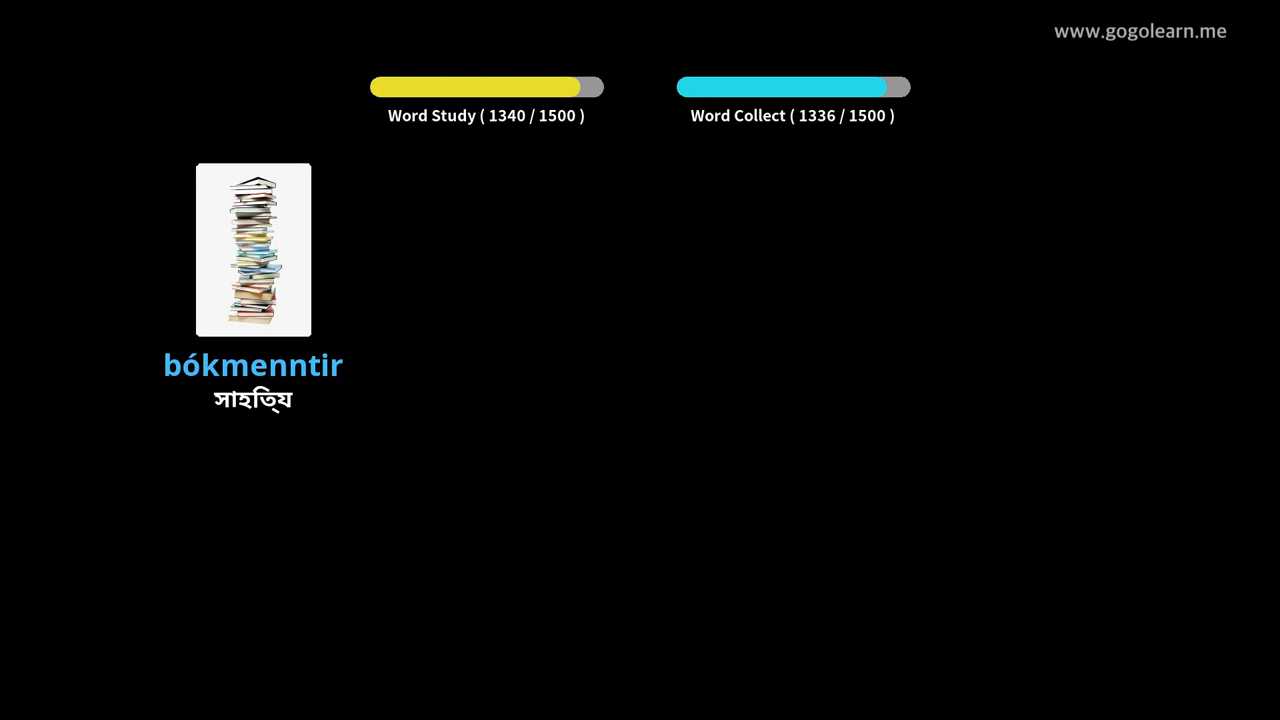 www.gogolearn.me
Word Study ( 1340 / 1500 )
Word Collect ( 1336 / 1500 )
bókmenntir
সাহিত্য